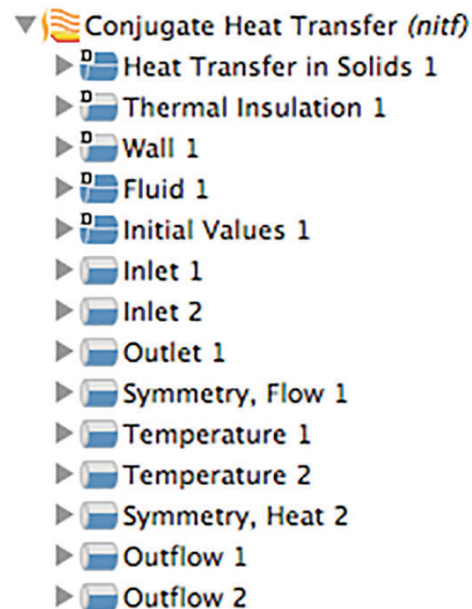 Conjugate Heat Transfer (nitf)
D Heat Transfer in Solids 1
D Thermal Insulation 1
D Wall 1
D Fluid 1
D Initial Values 1
Inlet 1
Inlet 2
Outlet 1
Symmetry, Flow 1
Temperature 1
Temperature 2
Symmetry, Heat 2
Outflow 1
Outflow 2